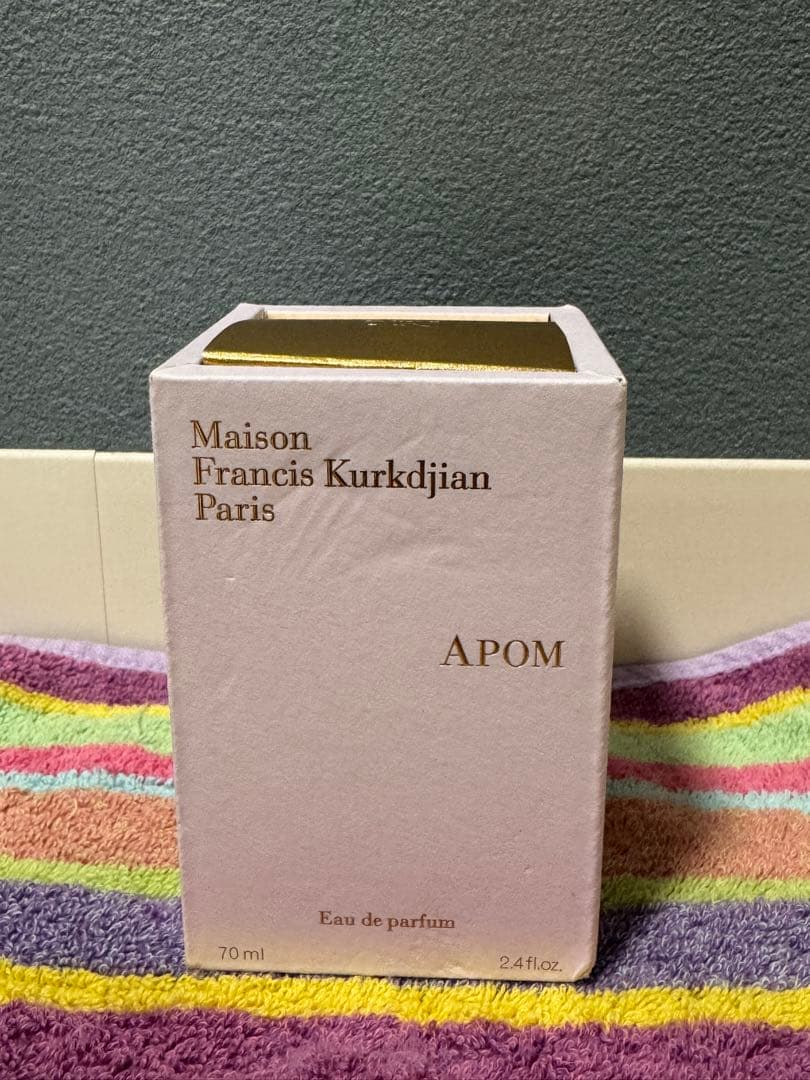 Maison
Francis Kurkdjian
Paris
APOM
Eau de parfum
70 ml
2.4 fl.oz.